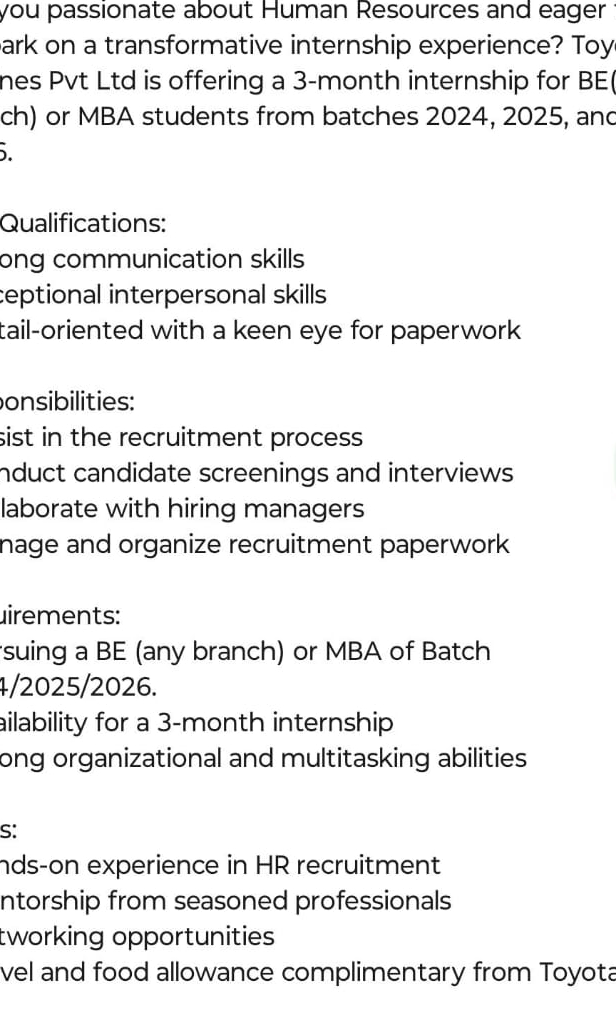 you passionate about Human Resources and eager
ark on a transformative internship experience? Toy
nes Pvt Ltd is offering a 3-month internship for BE(
ch) or MBA students from batches 2024, 2025, and
6.
Qualifications:
ong communication skills
ceptional interpersonal skills
tail-oriented with a keen eye for paperwork
ponsibilities:
sist in the recruitment process
nduct candidate screenings and interviews
laborate with hiring managers
nage and organize recruitment paperwork
uirements:
rsuing a BE (any branch) or MBA of Batch
4/2025/2026.
ailability for a 3-month internship
ong organizational and multitasking abilities
s:
nds-on experience in HR recruitment
ntorship from seasoned professionals
tworking opportunities
vel and food allowance complimentary from Toyota